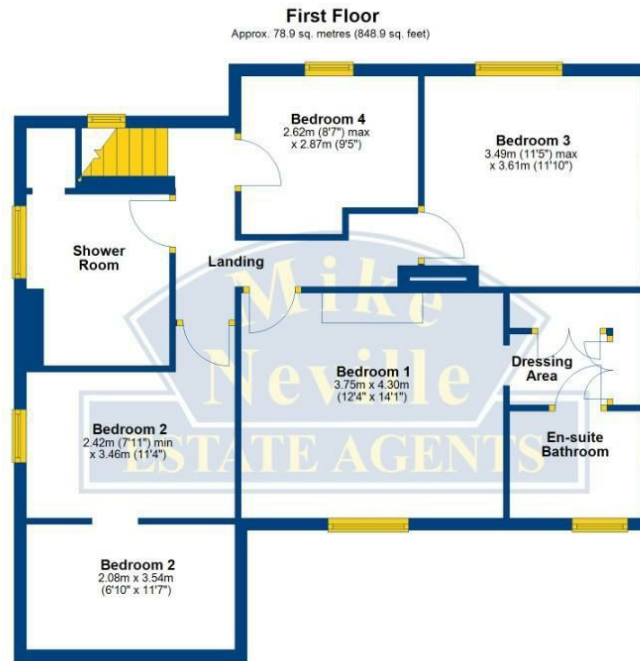 First Floor
Approx. 78.9 sq. metres (848.9 sq. feet)
Bedroom 4
2.62m (8'7") max
x 2.87m (9'5")
Bedroom 3
3.49m (11'5") max
x 3.61m (11'10")
Shower
Room
Landing
Mike
Neville
ESTATE AGENTS
Bedroom 1
3.75m x 4.30m
(12'4" x 14'1")
Dressing
Area
Bedroom 2
2.42m (7'11") min
x 3.46m (11'4")
En-suite
Bathroom
Bedroom 2
2.08m x 3.54m
(6'10" x 11'7")